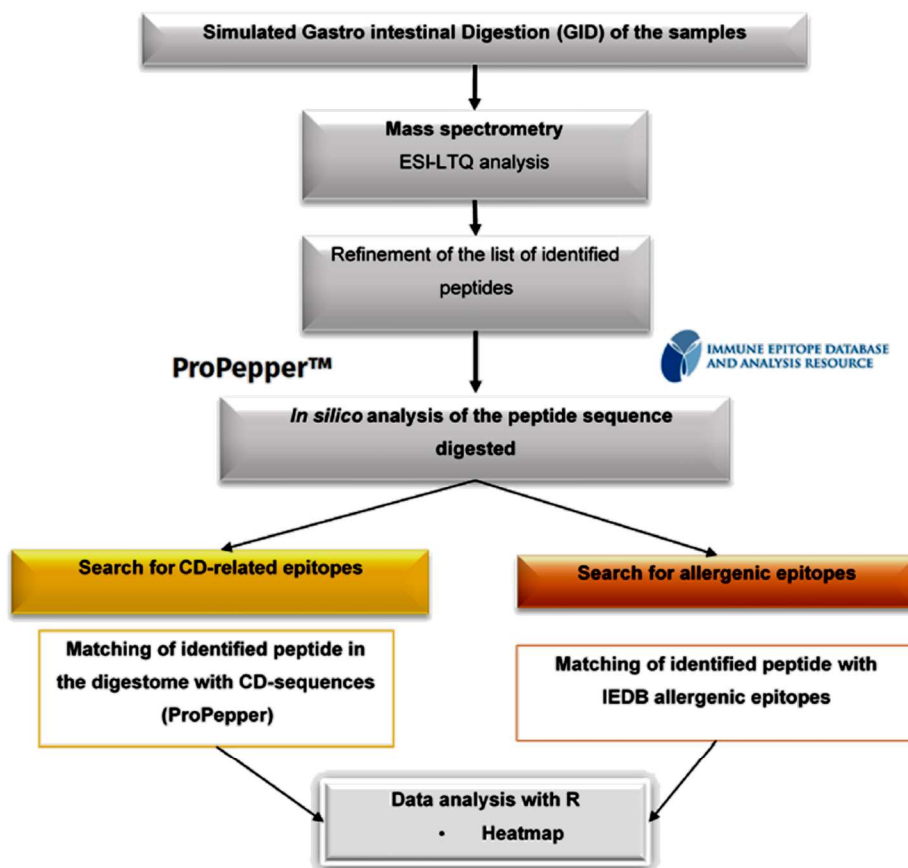 Simulated Gastro intestinal Digestion (GID) of the samples
Mass spectrometry
ESI-LTQ analysis
Refinement of the list of identified
peptides
ProPepper™
IMMUNE EPITOPE DATABASE
AND ANALYSIS RESOURCE
In silico analysis of the peptide sequence
digested
Search for CD-related epitopes
Search for allergenic epitopes
Matching of identified peptide in
the digestome with CD-sequences
(ProPepper)
Matching of identified peptide with
IEDB allergenic epitopes
Data analysis with R
• Heatmap